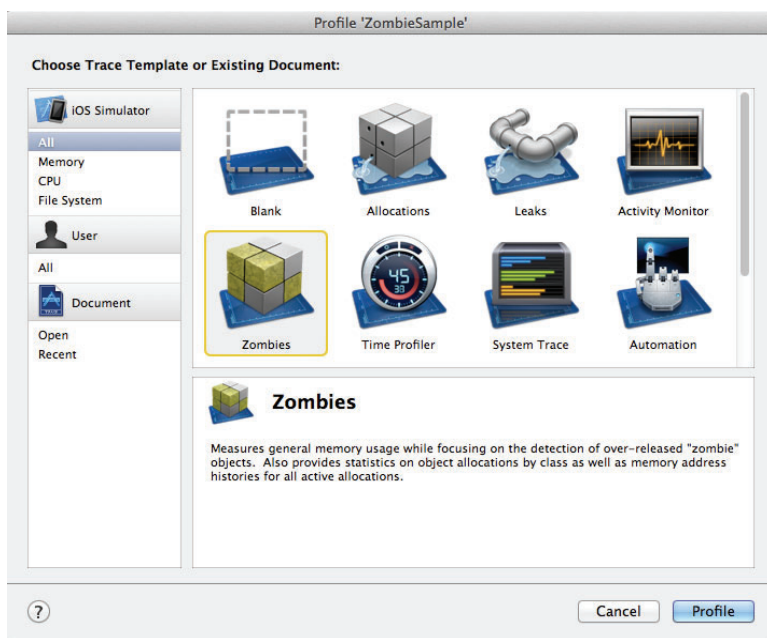 Profile 'ZombieSample'
Choose Trace Template or Existing Document:
iOS Simulator
All
Memory
CPU
File System
User
All
Document
Open
Recent
Blank
Allocations
Leaks
Activity Monitor
Zombies
Time Profiler
System Trace
Automation
45
33
Zombies
Measures general memory usage while focusing on the detection of over-released "zombie"
objects. Also provides statistics on object allocations by class as well as memory address
histories for all active allocations.
?
Cancel
Profile